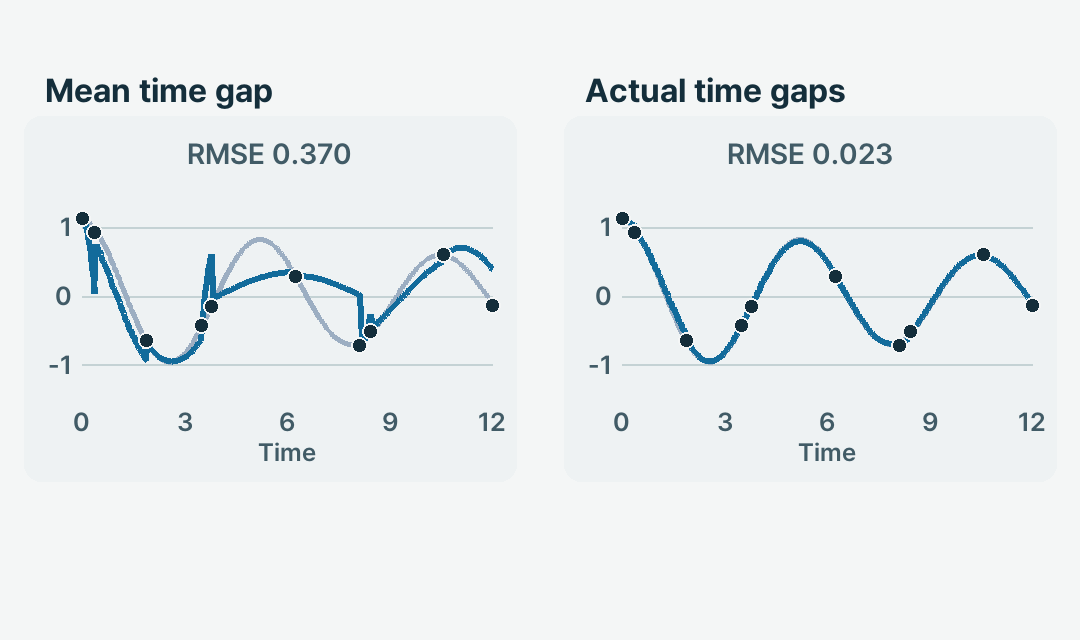 Mean time gap
RMSE 0.370
1
0
-1
0 3 6 9 12
Time
Actual time gaps
RMSE 0.023
1
0
-1
0 3 6 9 12
Time